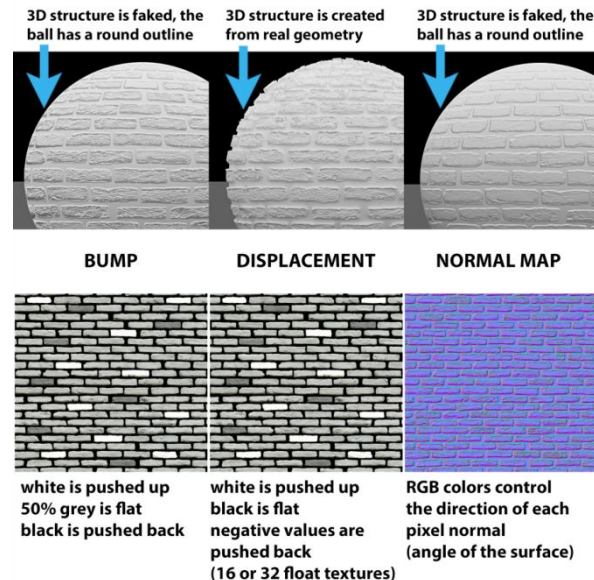 3D structure is faked, the
ball has a round outline
3D structure is created
from real geometry
3D structure is faked, the
ball has a round outline
BUMP
DISPLACEMENT
NORMAL MAP
white is pushed up
50% grey is flat
black is pushed back
white is pushed up
black is flat
negative values are
pushed back
(16 or 32 float textures)
RGB colors control
the direction of each
pixel normal
(angle of the surface)